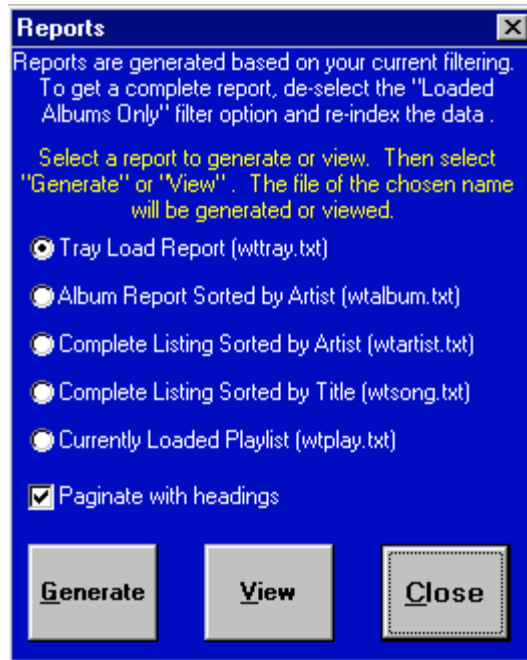 Reports
Reports are generated based on your current filtering.
To get a complete report, de-select the "Loaded
Albums Only" filter option and re-index the data .
Select a report to generate or view.  Then select
"Generate" or "View" .  The file of the chosen name
will be generated or viewed.
Tray Load Report (wttray.txt)
Album Report Sorted by Artist (wtalbum.txt)
Complete Listing Sorted by Artist (wtartist.txt)
Complete Listing Sorted by Title (wtsong.txt)
Currently Loaded Playlist (wtplay.txt)
Paginate with headings
Generate View Close